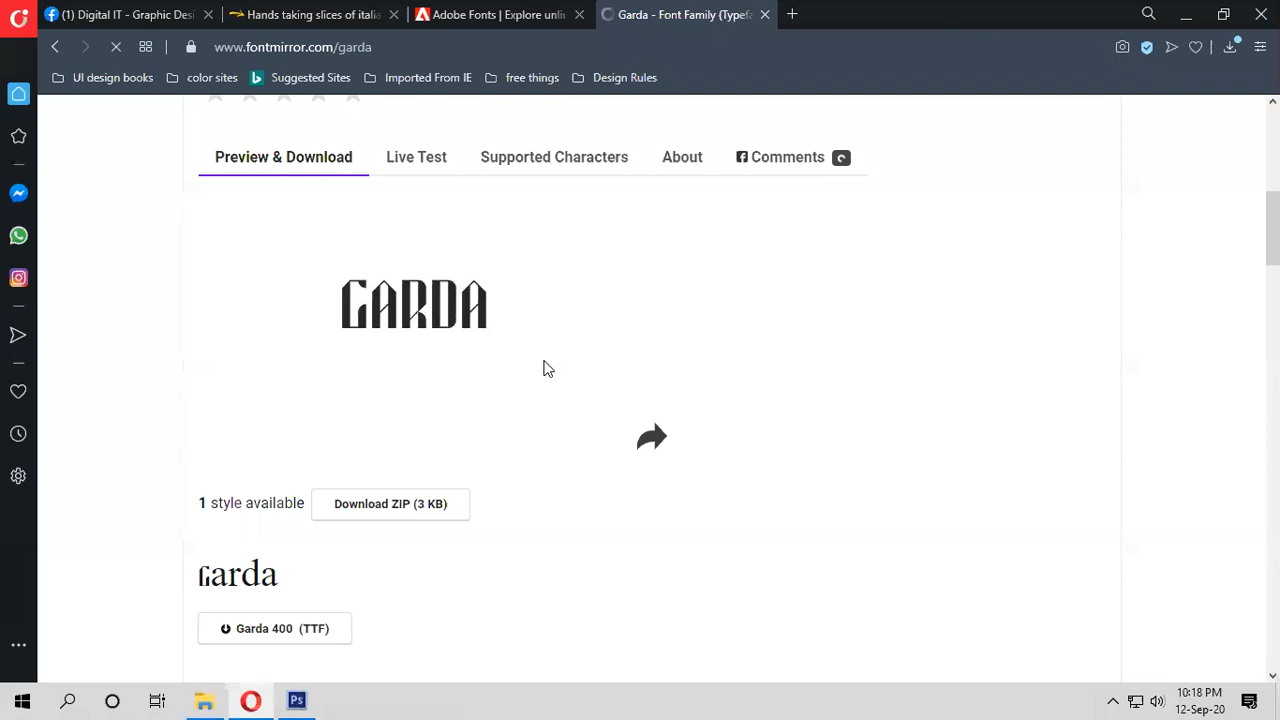 (1) Digital IT - Graphic Desi
Hands taking slices of italia
Adobe Fonts | Explore unlin
Garda - Font Family (Typefa
www.fontmirror.com/garda
UI design books
color sites
Suggested Sites
Imported From IE
free things
Design Rules
Preview & Download
Live Test
Supported Characters
About
Comments
GARDA
1 style available
Download ZIP (3 KB)
Garda
Garda 400 (TTF)
Ps
10:18 PM
12-Sep-20